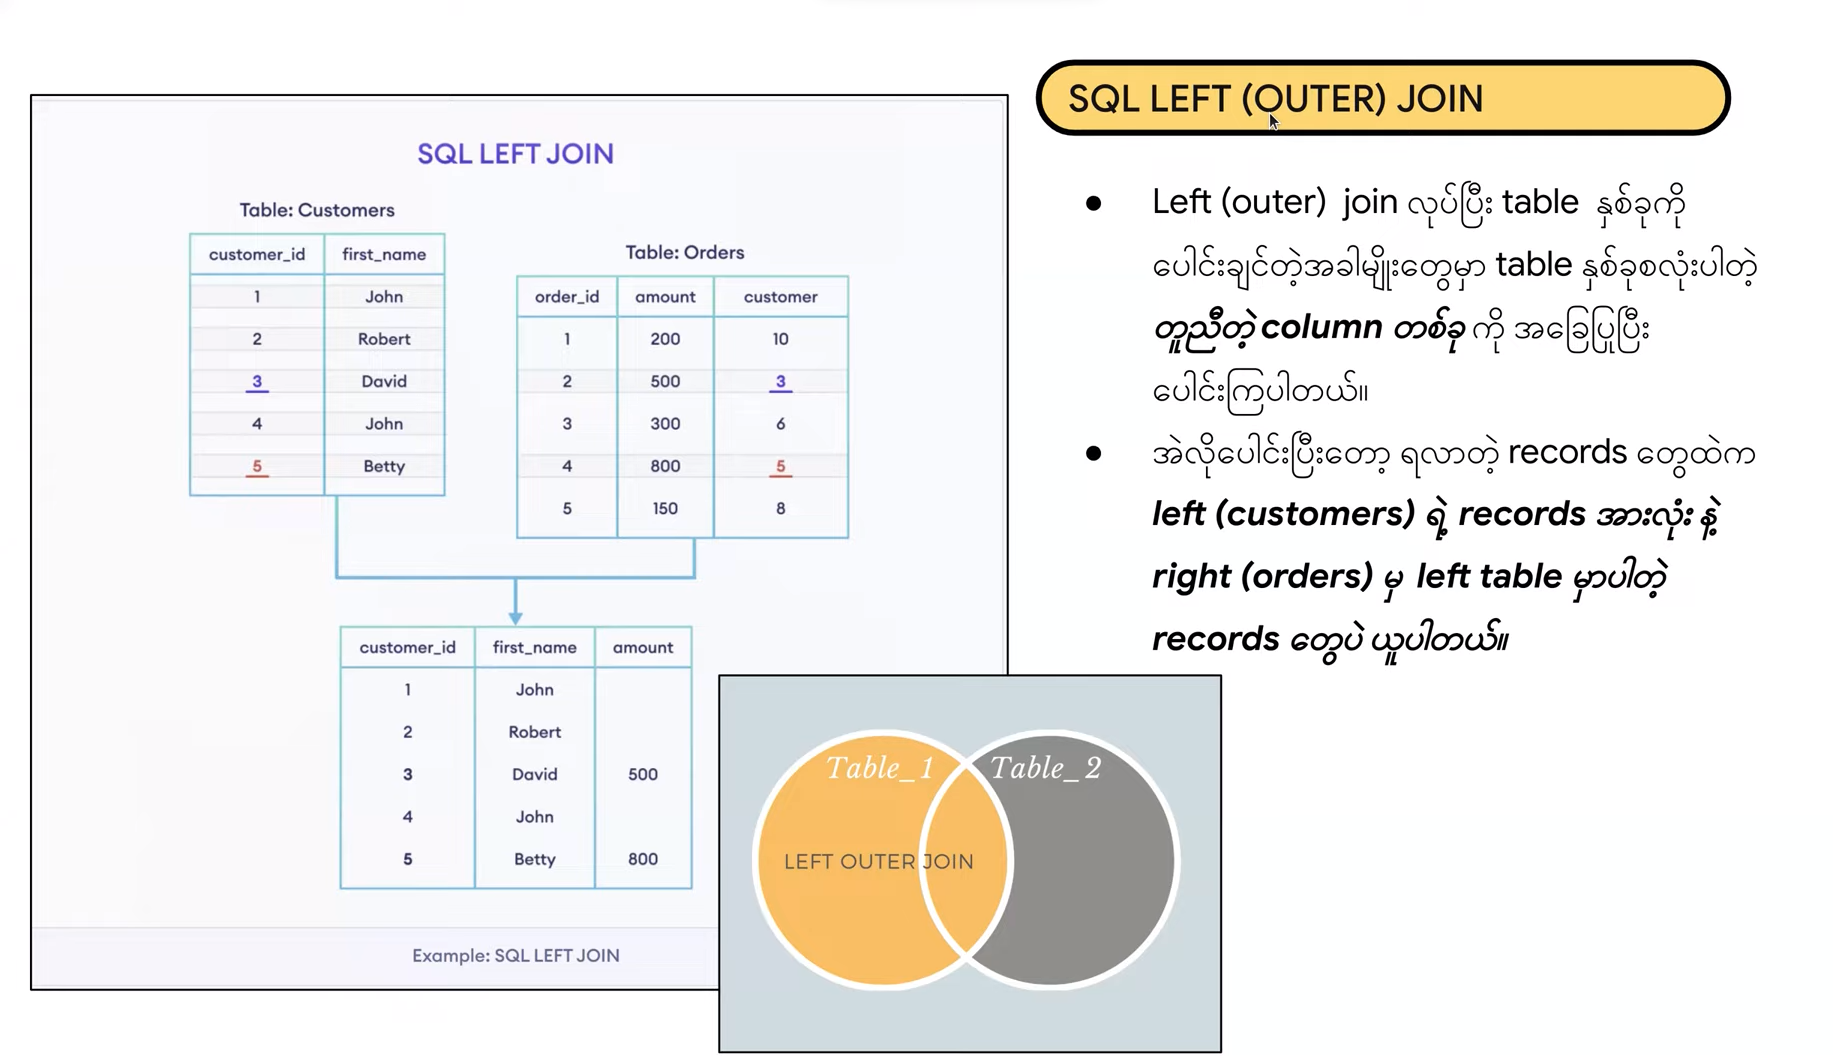 SQL LEFT JOIN
Table: Customers
customer_id first_name
1 John
2 Robert
3 David
4 John
5 Betty
Table: Orders
order_id amount customer
1 200 10
2 500 3
3 300 6
4 800 5
5 150 8
customer_id first_name amount
1 John
2 Robert
3 David 500
4 John
5 Betty 800
Example: SQL LEFT JOIN
Table_1 Table_2
LEFT OUTER JOIN
SQL LEFT (OUTER) JOIN
● Left (outer) join လုပ်ပြီး table နှစ်ခုကို
ပေါင်းချင်တဲ့အခါမျိုးတွေမှာ table နှစ်ခုစလုံးပါတဲ့
တူညီတဲ့ column တစ်ခု ကို အခြေပြုပြီး
ပေါင်းကြပါတယ်။
● အဲလိုပေါင်းပြီးတော့ ရလာတဲ့ records တွေထဲက
left (customers) ရဲ့ records အားလုံး နဲ့
right (orders) မှ left table မှာပါတဲ့
records တွေပဲ ယူပါတယ်။